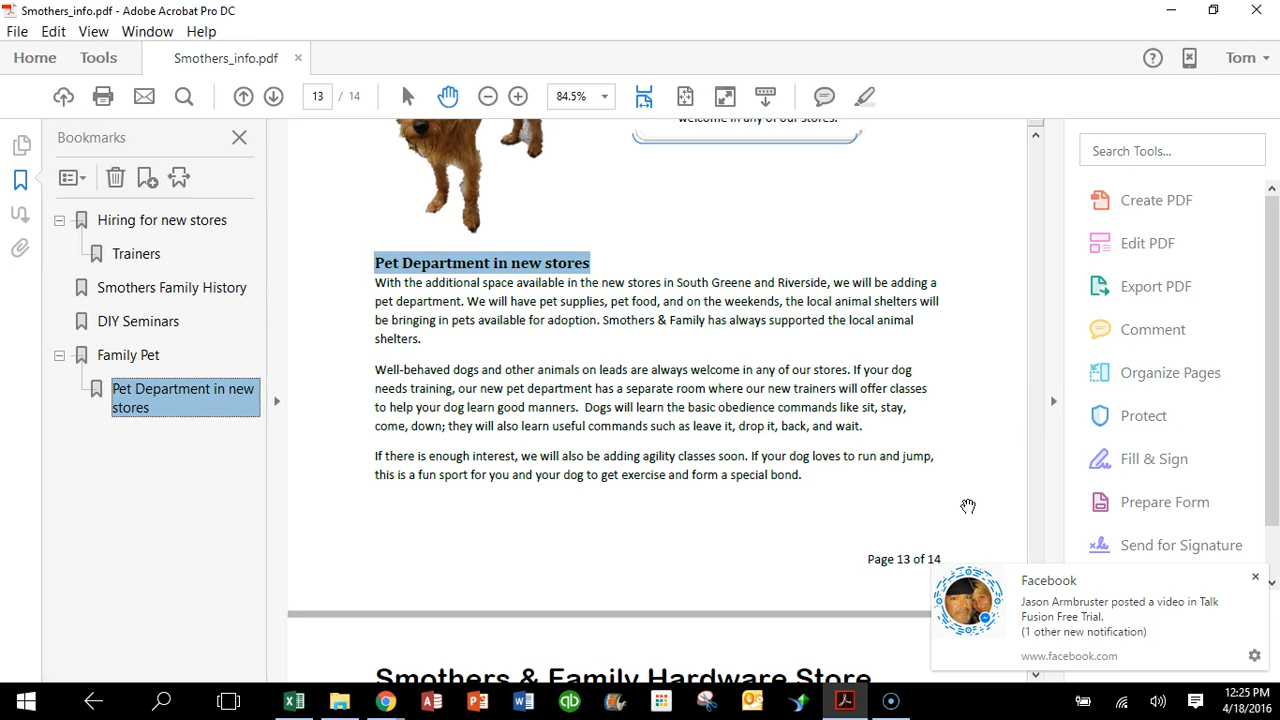 Smothers_info.pdf - Adobe Acrobat Pro DC
File Edit View Window Help
Home Tools Smothers_info.pdf Tom
13 / 14 84.5%
Bookmarks
Hiring for new stores
Trainers
Smothers Family History
DIY Seminars
Family Pet
Pet Department in new
stores
welcome in any of our stores.
Pet Department in new stores
With the additional space available in the new stores in South Greene and Riverside, we will be adding a
pet department. We will have pet supplies, pet food, and on the weekends, the local animal shelters will
be bringing in pets available for adoption. Smothers & Family has always supported the local animal
shelters.
Well-behaved dogs and other animals on leads are always welcome in any of our stores. If your dog
needs training, our new pet department has a separate room where our new trainers will offer classes
to help your dog learn good manners.  Dogs will learn the basic obedience commands like sit, stay,
come, down; they will also learn useful commands such as leave it, drop it, back, and wait.
If there is enough interest, we will also be adding agility classes soon. If your dog loves to run and jump,
this is a fun sport for you and your dog to get exercise and form a special bond.
Page 13 of 14
Smothers & Family Hardware Store
Search Tools...
Create PDF
Edit PDF
Export PDF
Comment
Organize Pages
Protect
Fill & Sign
Prepare Form
Send for Signature
Facebook
Jason Armbruster posted a video in Talk
Fusion Free Trial.
(1 other new notification)
www.facebook.com
12:25 PM
4/18/2016